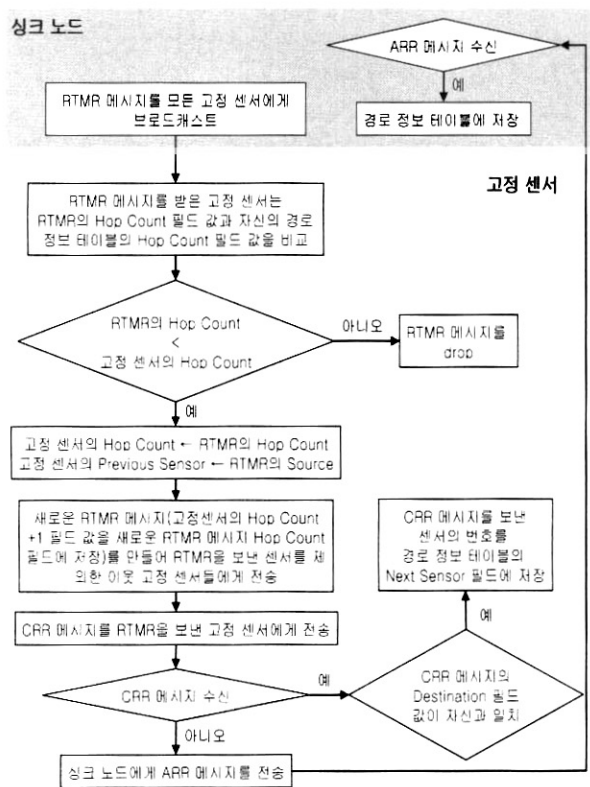 싱크 노드
ARR 메시지 수신
예
RTMR 메시지를 모든 고정 센서에게
브로드캐스트
경로 정보 테이블에 저장
고정 센서
RTMR 메시지를 받은 고정 센서는
RTMR의 Hop Count 필드 값과 자신의 경로
정보 테이블의 Hop Count 필드 값을 비교
RTMR의 Hop Count
<
고정 센서의 Hop Count
아니오
RTMR 메시지를
drop
예
고정 센서의 Hop Count ← RTMR의 Hop Count
고정 센서의 Previous Sensor ← RTMR의 Source
새로운 RTMR 메시지(고정센서의 Hop Count
+1 필드 값을 새로운 RTMR 메시지 Hop Count
필드에 저장)를 만들어 RTMR을 보낸 센서를 제
외한 이웃 고정 센서들에게 전송
CRR 메시지를 보낸
센서의 번호를
경로 정보 테이블의
Next Sensor 필드에 저장
예
CRR 메시지를 RTMR을 보낸 고정 센서에게 전송
CRR 메시지 수신
예
CRR 메시지의
Destination 필드
값이 자신과 일치
아니오
싱크 노드에게 ARR 메시지를 전송